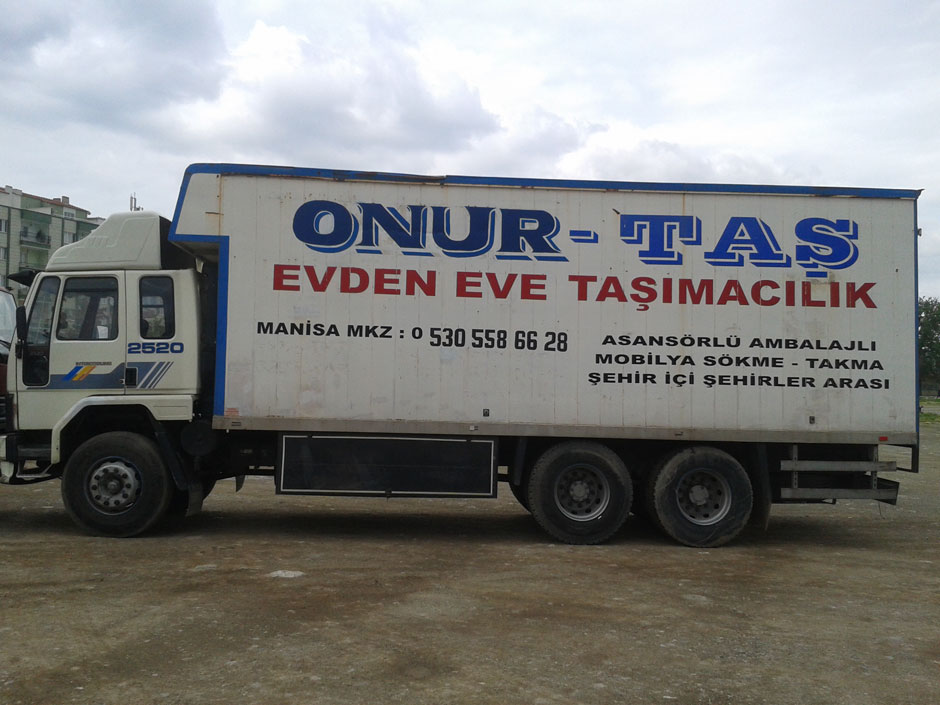 ONUR-TAŞ
EVDEN EVE TAŞIMACILIK
MANİSA MKZ : 0 530 558 66 28
ASANSÖRLÜ AMBALAJLI
MOBİLYA SÖKME - TAKMA
ŞEHİR İÇİ ŞEHİRLER ARASI
2520